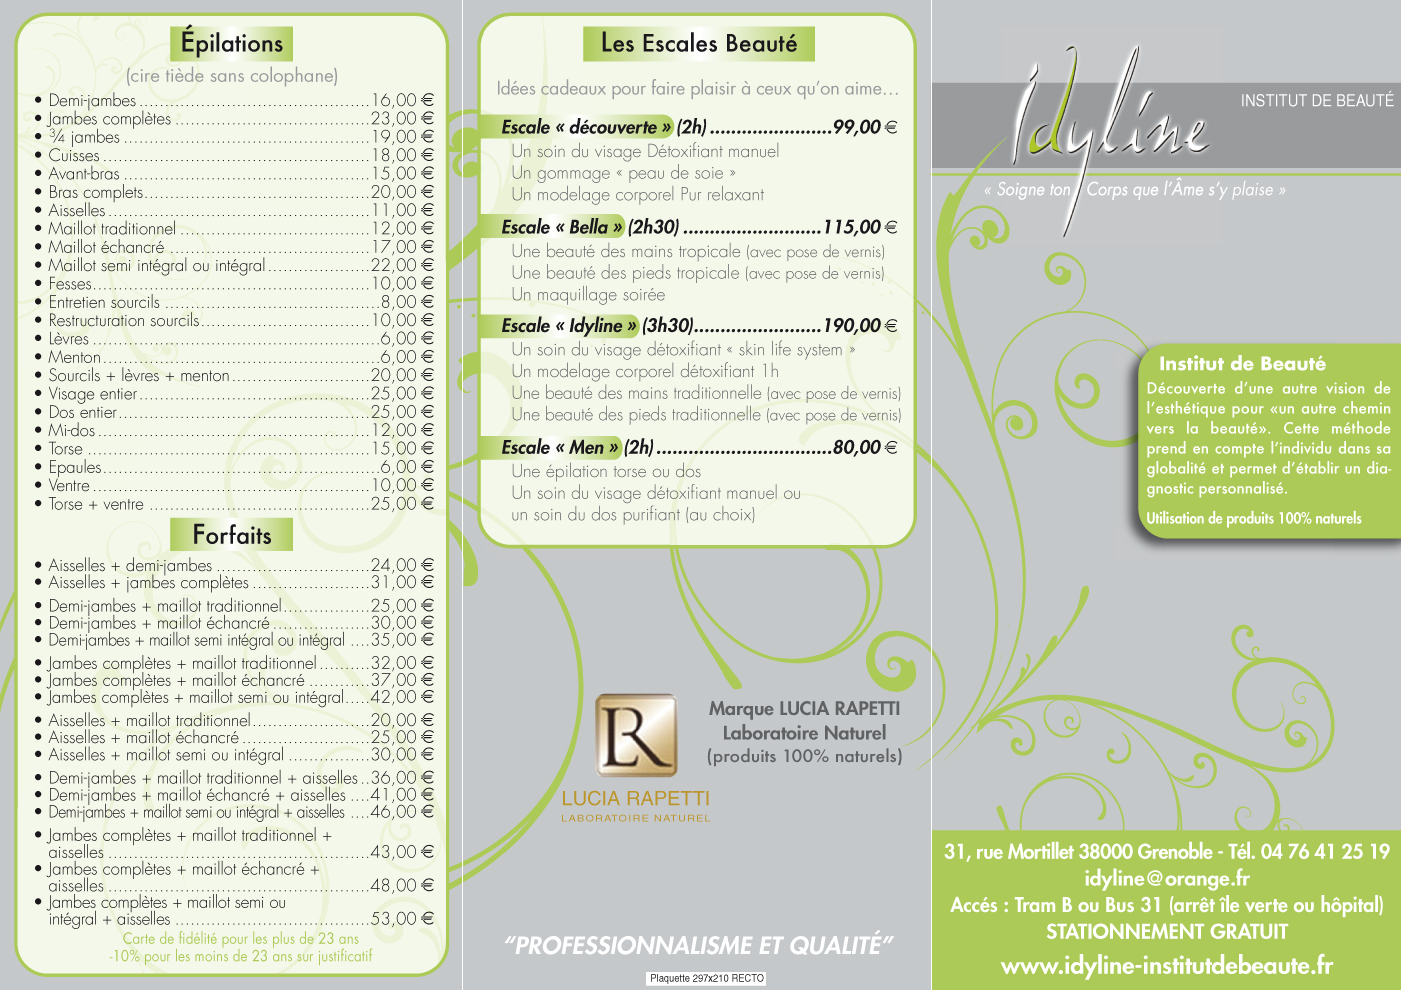 Épilations
(cire tiède sans colophane)
• Demi-jambes ........ 16,00 €
• Jambes complètes ........ 23,00 €
• ¾ jambes ........ 19,00 €
• Cuisses ........ 18,00 €
• Avant-bras ........ 15,00 €
• Bras complets ........ 20,00 €
• Aisselles ........ 11,00 €
• Maillot traditionnel ........ 12,00 €
• Maillot échancré ........ 17,00 €
• Maillot semi intégral ou intégral ........ 22,00 €
• Fesses ........ 10,00 €
• Entretien sourcils ........ 8,00 €
• Restructuration sourcils ........ 10,00 €
• Lèvres ........ 6,00 €
• Menton ........ 6,00 €
• Sourcils + lèvres + menton ........ 20,00 €
• Visage entier ........ 25,00 €
• Dos entier ........ 25,00 €
• Mi-dos ........ 12,00 €
• Torse ........ 15,00 €
• Epaules ........ 6,00 €
• Ventre ........ 10,00 €
• Torse + ventre ........ 25,00 €
Forfaits
• Aisselles + demi-jambes ........ 24,00 €
• Aisselles + jambes complètes ........ 31,00 €
• Demi-jambes + maillot traditionnel ........ 25,00 €
• Demi-jambes + maillot échancré ........ 30,00 €
• Demi-jambes + maillot semi intégral ou intégral .... 35,00 €
• Jambes complètes + maillot traditionnel ........ 32,00 €
• Jambes complètes + maillot échancré ........ 37,00 €
• Jambes complètes + maillot semi ou intégral ..... 42,00 €
• Aisselles + maillot traditionnel ........ 20,00 €
• Aisselles + maillot échancré ........ 25,00 €
• Aisselles + maillot semi ou intégral ........ 30,00 €
• Demi-jambes + maillot traditionnel + aisselles .. 36,00 €
• Demi-jambes + maillot échancré + aisselles .... 41,00 €
• Demi-jambes + maillot semi ou intégral + aisselles .... 46,00 €
• Jambes complètes + maillot traditionnel +
aisselles ........ 43,00 €
• Jambes complètes + maillot échancré +
aisselles ........ 48,00 €
• Jambes complètes + maillot semi ou
intégral + aisselles ........ 53,00 €
Carte de fidélité pour les plus de 23 ans
-10% pour les moins de 23 ans sur justificatif
Les Escales Beauté
Idées cadeaux pour faire plaisir à ceux qu'on aime...
Escale « découverte » (2h) ........ 99,00 €
Un soin du visage Détoxifiant manuel
Un gommage « peau de soie »
Un modelage corporel Pur relaxant
Escale « Bella » (2h30) ........ 115,00 €
Une beauté des mains tropicale (avec pose de vernis)
Une beauté des pieds tropicale (avec pose de vernis)
Un maquillage soirée
Escale « Idyline » (3h30) ........ 190,00 €
Un soin du visage détoxifiant « skin life system »
Un modelage corporel détoxifiant 1h
Une beauté des mains traditionnelle (avec pose de vernis)
Une beauté des pieds traditionnelle (avec pose de vernis)
Escale « Men » (2h) ........ 80,00 €
Une épilation torse ou dos
Un soin du visage détoxifiant manuel ou
un soin du dos purifiant (au choix)
LR
LUCIA RAPETTI
LABORATOIRE NATUREL
Marque LUCIA RAPETTI
Laboratoire Naturel
(produits 100% naturels)
“PROFESSIONNALISME ET QUALITÉ”
Plaquette 297x210 RECTO
idyline
INSTITUT DE BEAUTÉ
« Soigne ton Corps que l'Âme s'y plaise »
Institut de Beauté
Découverte d'une autre vision de
l'esthétique pour «un autre chemin
vers la beauté». Cette méthode
prend en compte l'individu dans sa
globalité et permet d'établir un dia-
gnostic personnalisé.
Utilisation de produits 100% naturels
31, rue Mortillet 38000 Grenoble - Tél. 04 76 41 25 19
idyline@orange.fr
Accés : Tram B ou Bus 31 (arrêt île verte ou hôpital)
STATIONNEMENT GRATUIT
www.idyline-institutdebeaute.fr